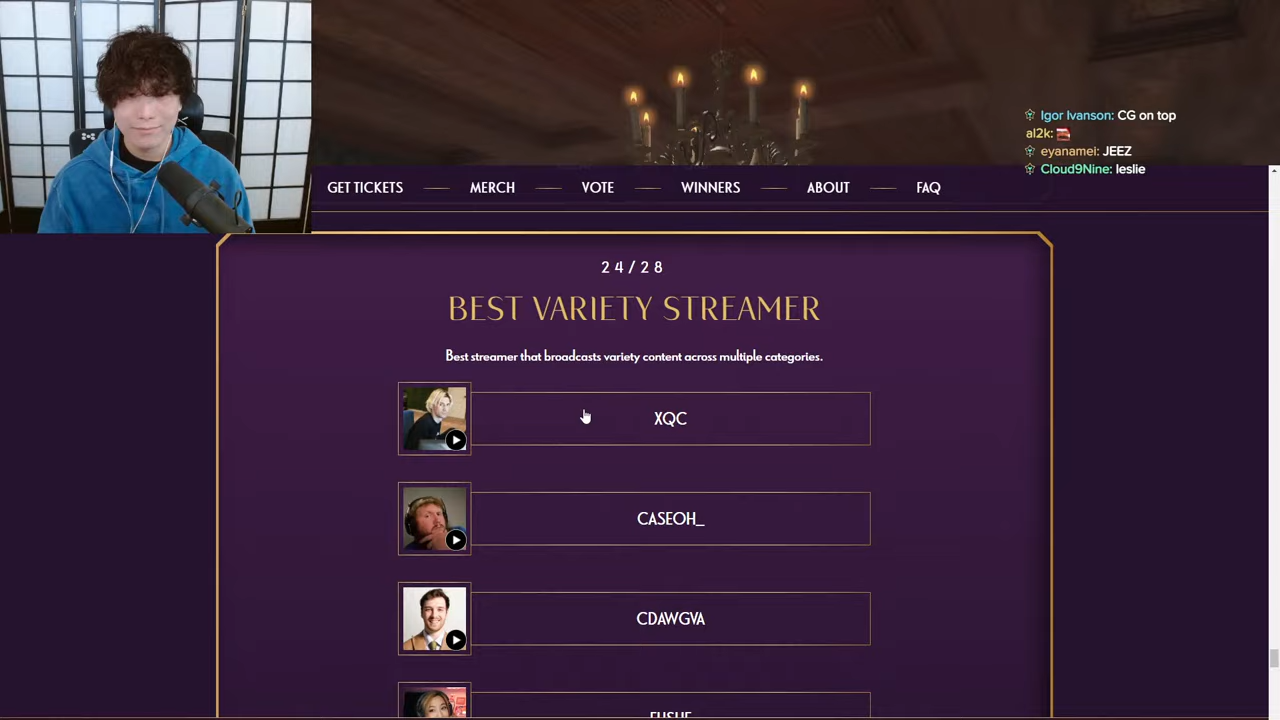 Igor Ivanson: CG on top
al2k:
eyanamei: JEEZ
Cloud9Nine: leslie
GET TICKETS MERCH VOTE WINNERS ABOUT FAQ
24/28
BEST VARIETY STREAMER
Best streamer that broadcasts variety content across multiple categories.
XQC
CASEOH_
CDAWGVA